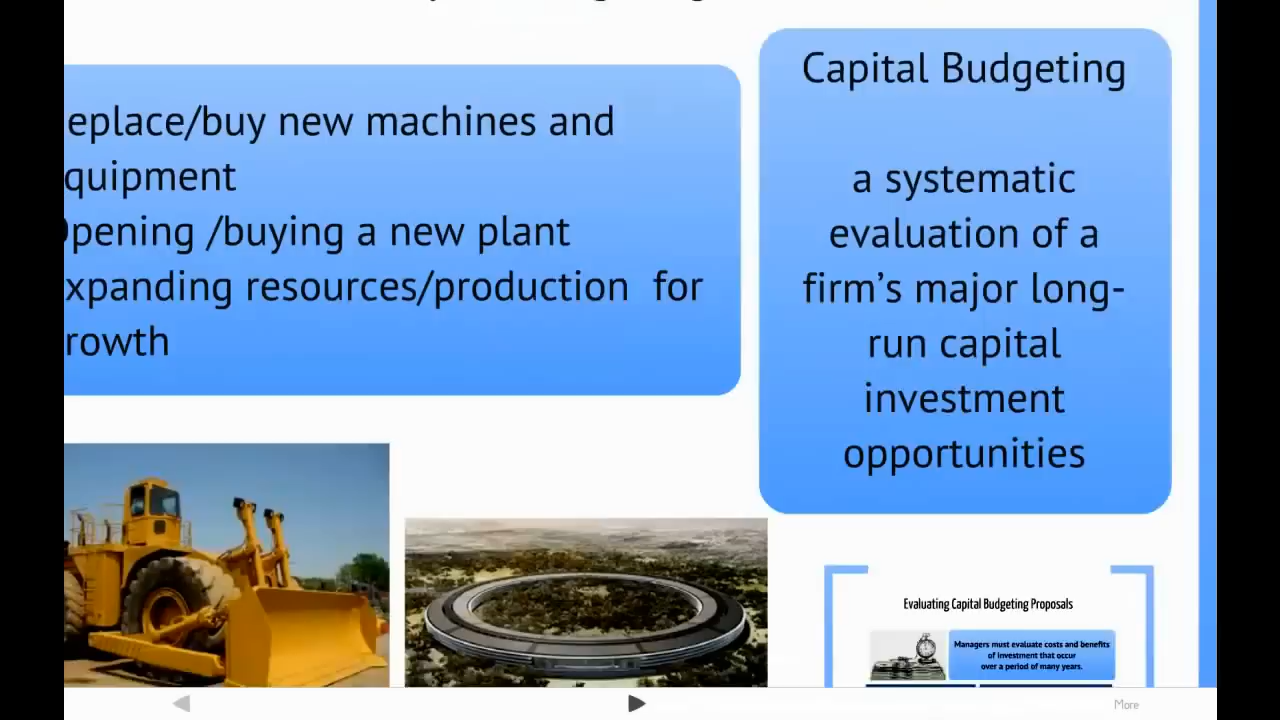 eplace/buy new machines and
quipment
pening /buying a new plant
xpanding resources/production for
rowth
Capital Budgeting
a systematic
evaluation of a
firm’s major long-
run capital
investment
opportunities
Evaluating Capital Budgeting Proposals
Managers must evaluate costs and benefits
of investment that occur
over a period of many years.
More